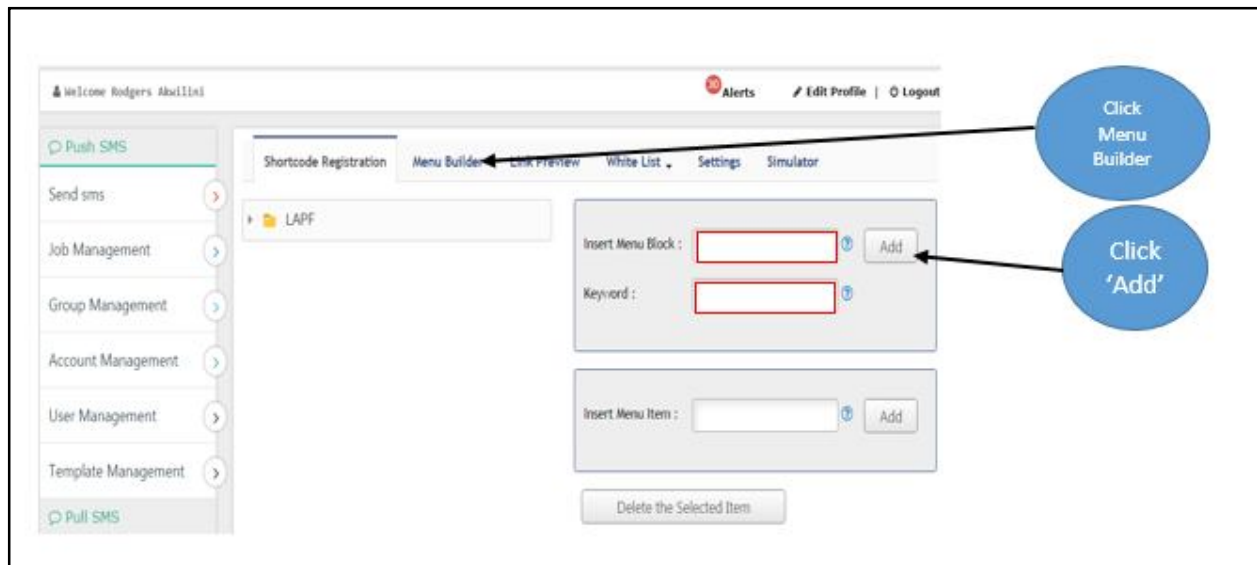 Welcome Rodgers Akwilini
30 Alerts Edit Profile | Logout
Push SMS
Send sms
Job Management
Group Management
Account Management
User Management
Template Management
Pull SMS
Shortcode Registration Menu Builder Link Preview White List Settings Simulator
LAPF
Insert Menu Block : ? Add
Keyword : ?
Insert Menu Item : ? Add
Delete the Selected Item
Click
Menu
Builder
Click
‘Add’